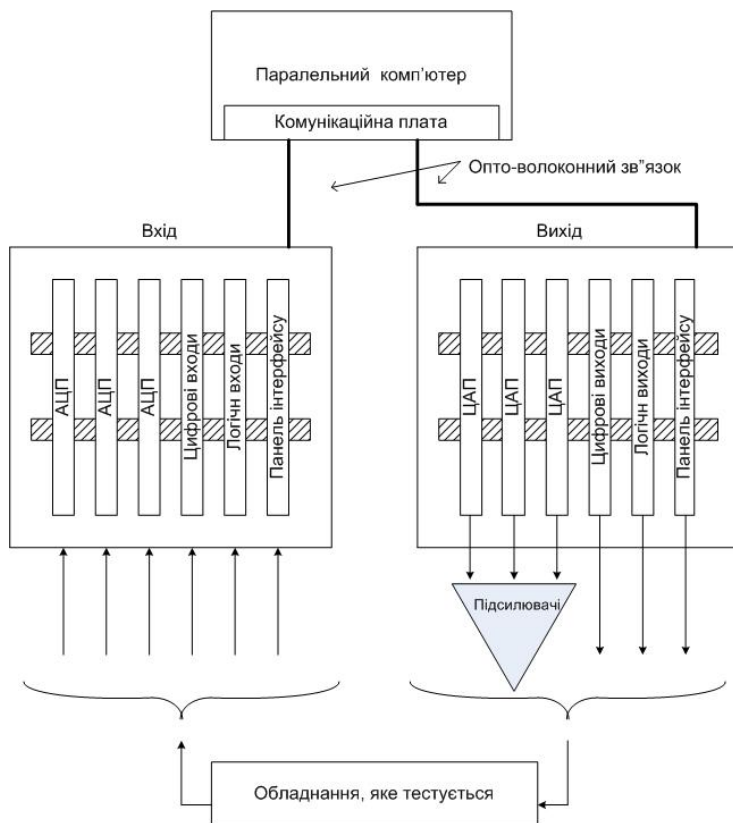 Паралельний комп'ютер
Комунікаційна плата
Опто-волоконний зв"язок
Вхід
Вихід
АЦП
АЦП
АЦП
Цифрові входи
Логічн входи
Панель інтерфейсу
ЦАП
ЦАП
ЦАП
Цифрові виходи
Логічн виходи
Панель інтерфейсу
Підсилювачі
Обладнання, яке тестується